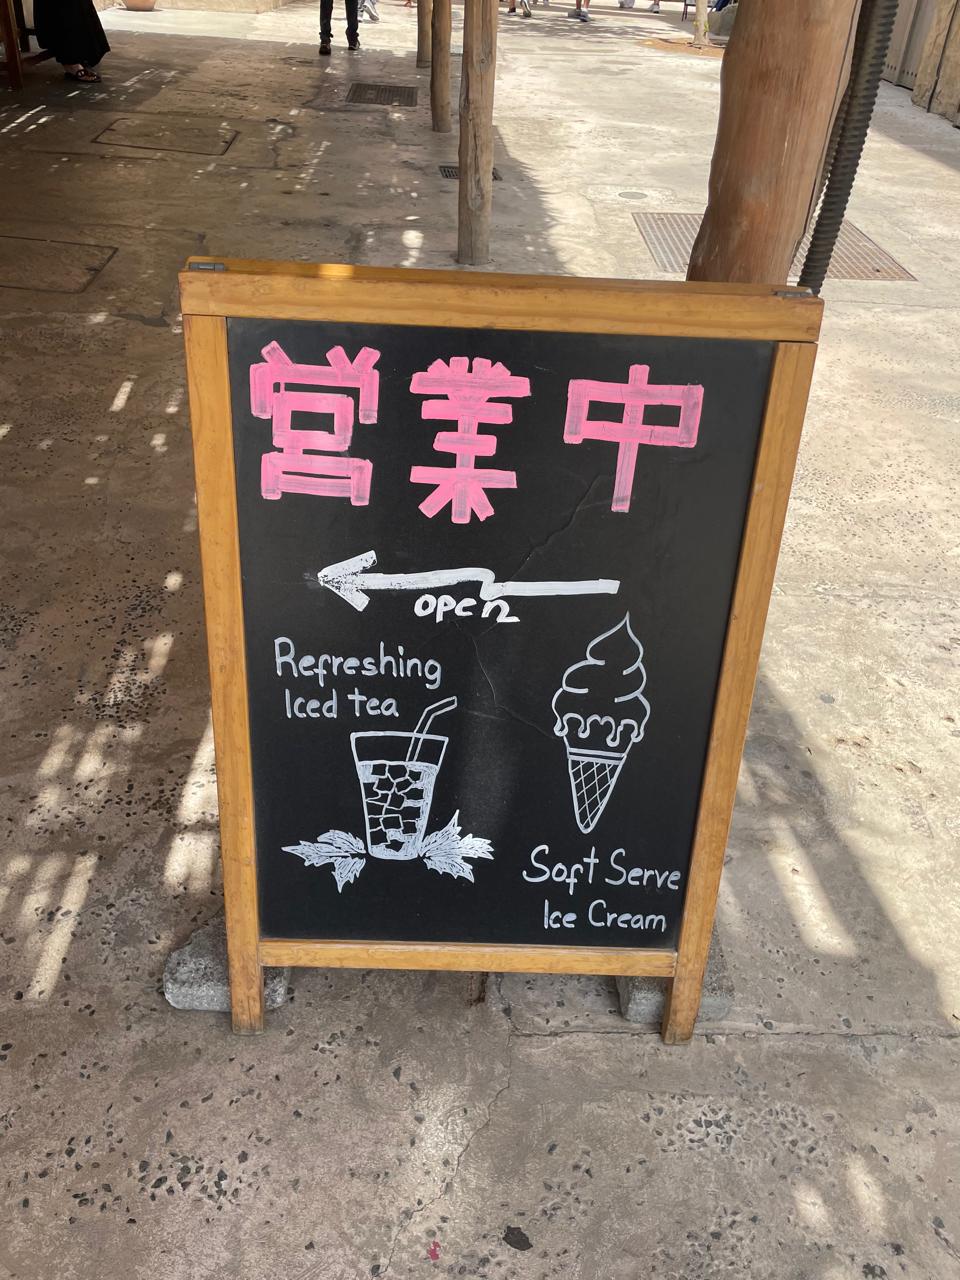 営業中
open
Refreshing
Iced tea
Soft Serve
Ice Cream